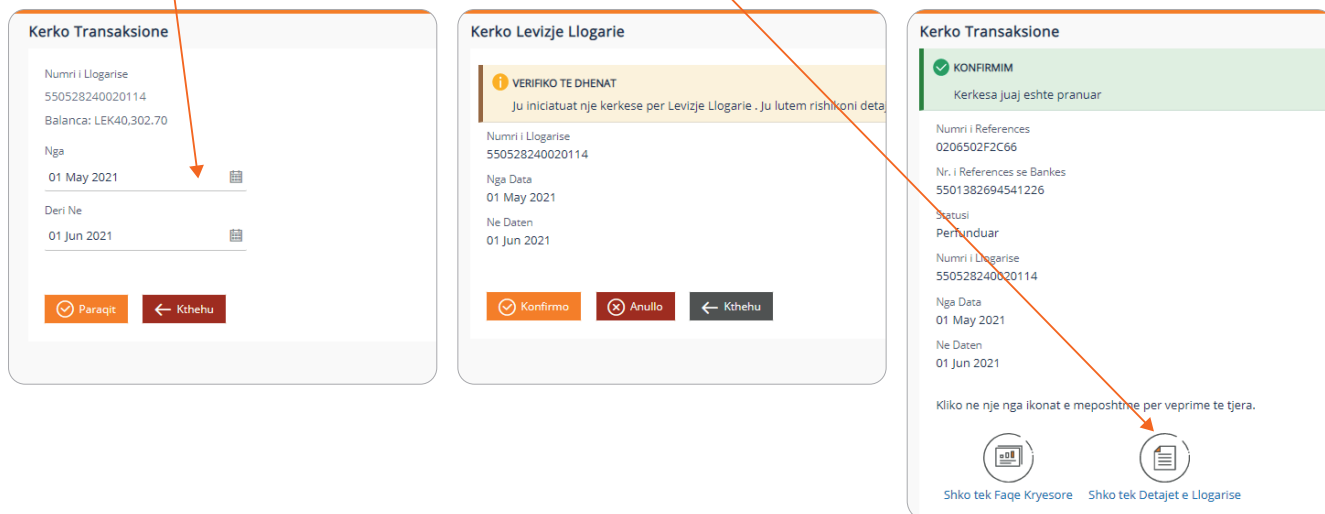 Kerko Transaksione
Numri i Llogarise
550528240020114
Balanca: LEK40,302.70
Nga
01 May 2021
Deri Ne
01 Jun 2021
Paraqit
Kthehu
Kerko Levizje Llogarie
VERIFIKO TE DHENAT
Ju iniciatuat nje kerkese per Levizje Llogarie . Ju lutem rishikoni detaj
Numri i Llogarise
550528240020114
Nga Data
01 May 2021
Ne Daten
01 Jun 2021
Konfirmo
Anullo
Kthehu
Kerko Transaksione
KONFIRMIM
Kerkesa juaj eshte pranuar
Numri i References
0206502F2C66
Nr. i References se Bankes
5501382694541226
Statusi
Perfunduar
Numri i Llogarise
550528240020114
Nga Data
01 May 2021
Ne Daten
01 Jun 2021
Kliko ne nje nga ikonat e meposhtme per veprime te tjera.
Shko tek Faqe Kryesore
Shko tek Detajet e Llogarise